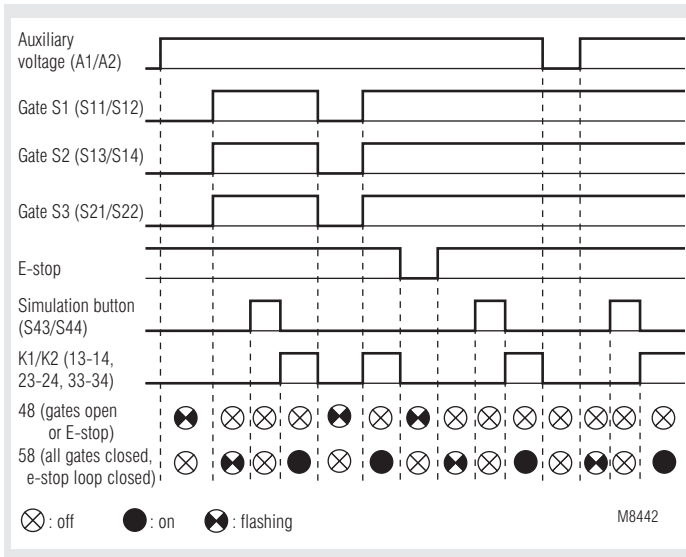 Auxiliary
voltage (A1/A2)
Gate S1 (S11/S12)
Gate S2 (S13/S14)
Gate S3 (S21/S22)
E-stop
Simulation button
(S43/S44)
K1/K2 (13-14,
23-24, 33-34)
48 (gates open
or E-stop)
58 (all gates closed,
e-stop loop closed)
: off
: on
: flashing
M8442